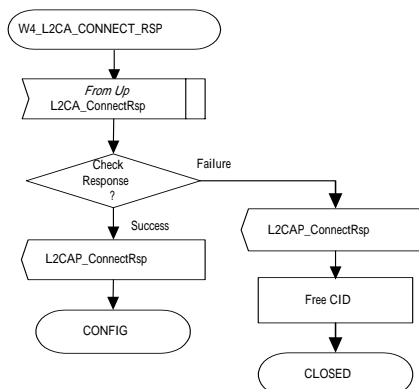 W4_L2CA_CONNECT_RSP
From Up
L2CA_ConnectRsp
Check
Response
?
Failure
Success
L2CAP_ConnectRsp
L2CAP_ConnectRsp
Free CID
CONFIG
CLOSED